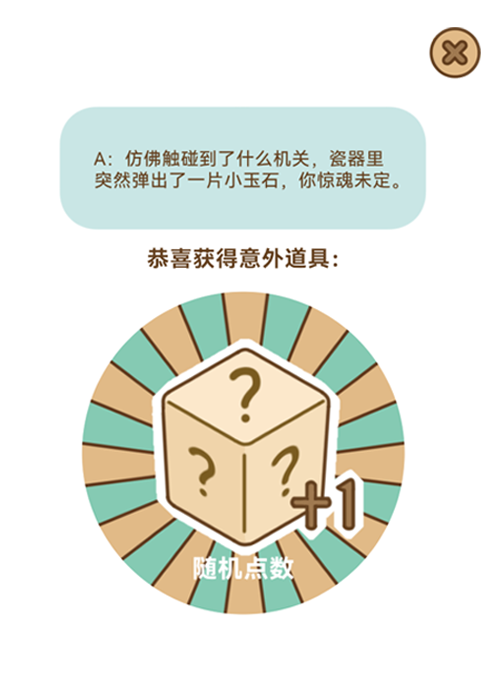 A：仿佛触碰到了什么机关，瓷器里
突然弹出了一片小玉石，你惊魂未定。
恭喜获得意外道具：
?
? ?
+1
随机点数